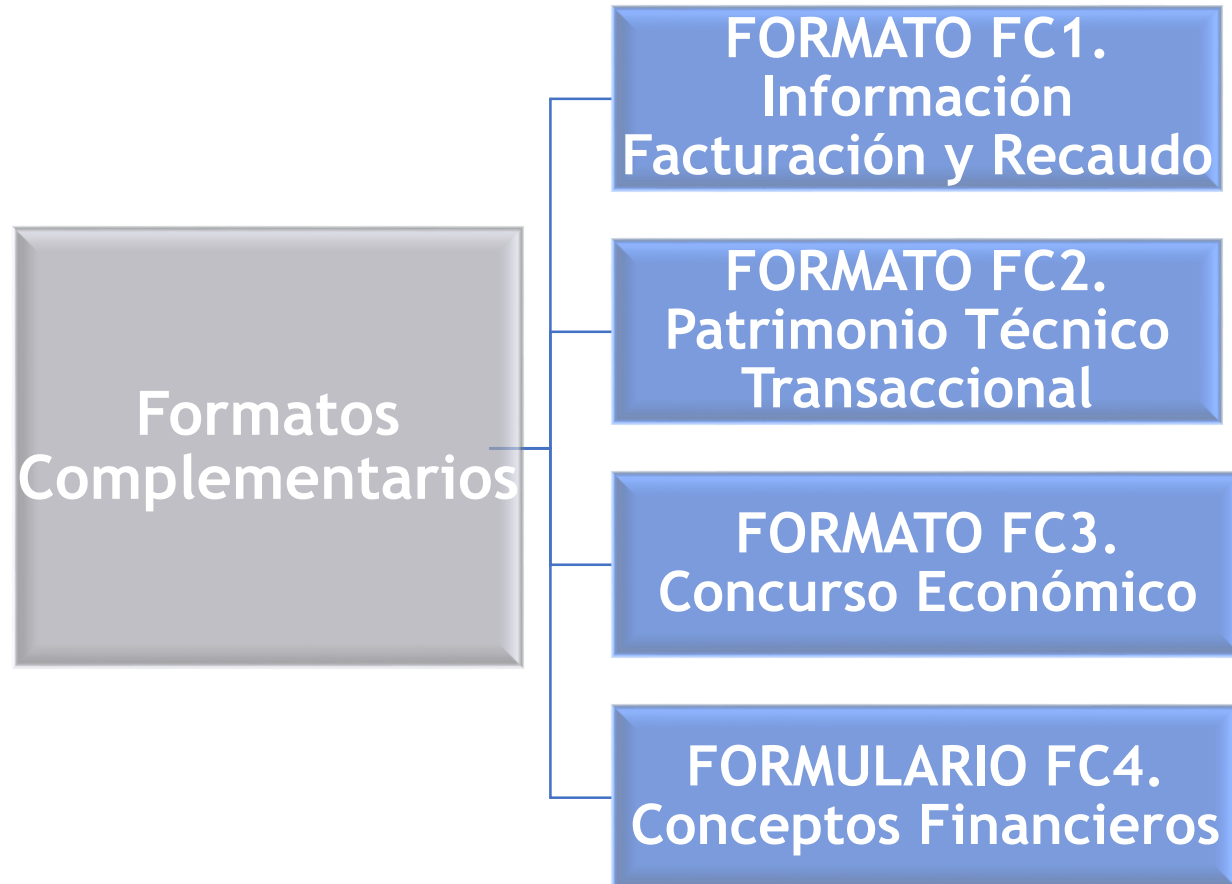 Formatos
Complementarios
FORMATO FC1.
Información
Facturación y Recaudo
FORMATO FC2.
Patrimonio Técnico
Transaccional
FORMATO FC3.
Concurso Económico
FORMULARIO FC4.
Conceptos Financieros